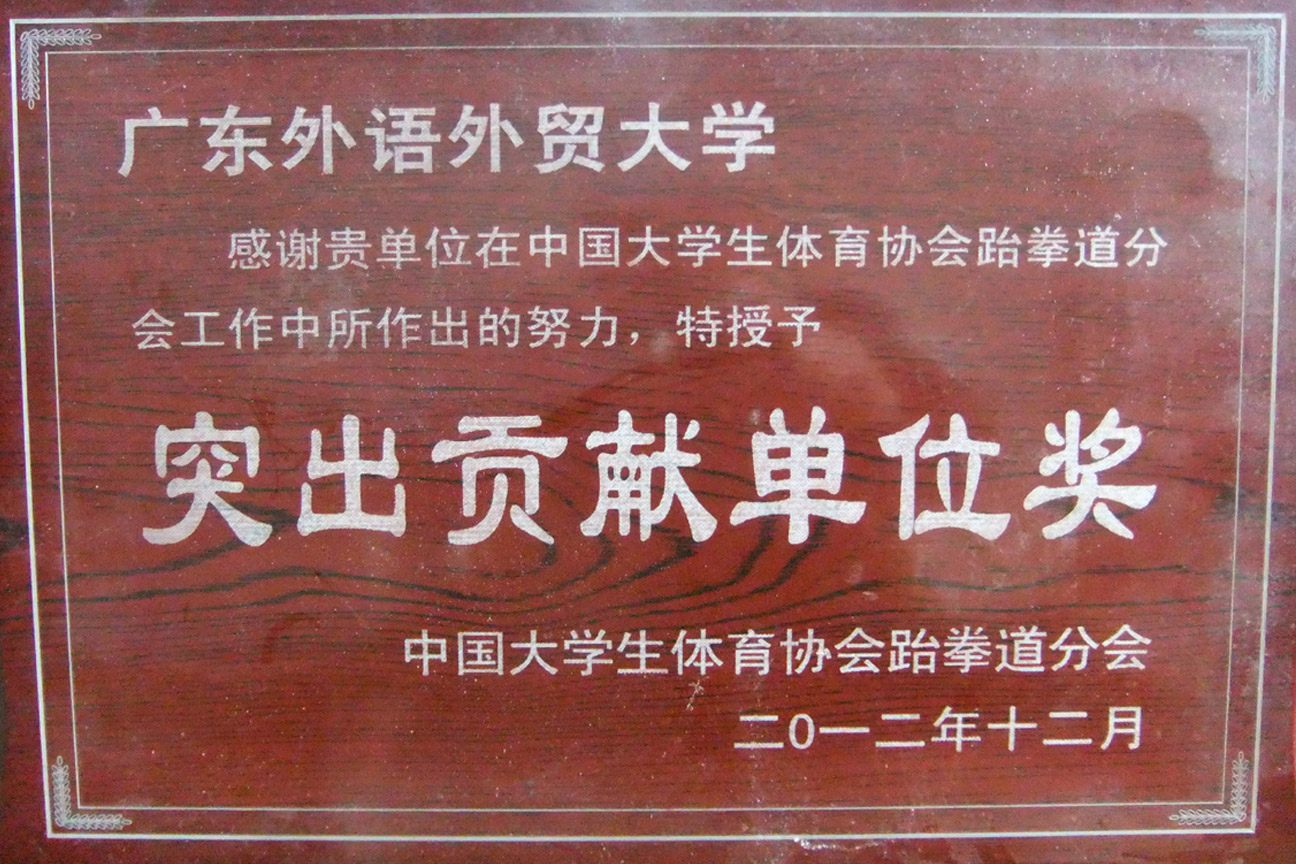 广东外语外贸大学
感谢贵单位在中国大学生体育协会跆拳道分
会工作中所作出的努力，特授予
突出贡献单位奖
中国大学生体育协会跆拳道分会
二0一二年十二月